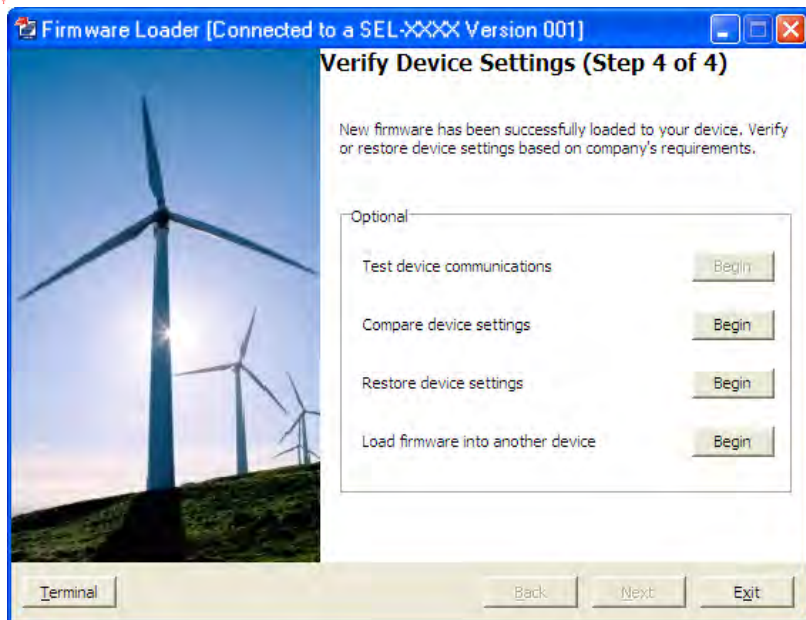 Firmware Loader [Connected to a SEL-XXXX Version 001]
Verify Device Settings (Step 4 of 4)
New firmware has been successfully loaded to your device. Verify
or restore device settings based on company's requirements.
Optional
Test device communications Begin
Compare device settings Begin
Restore device settings Begin
Load firmware into another device Begin
Terminal Back Next Exit